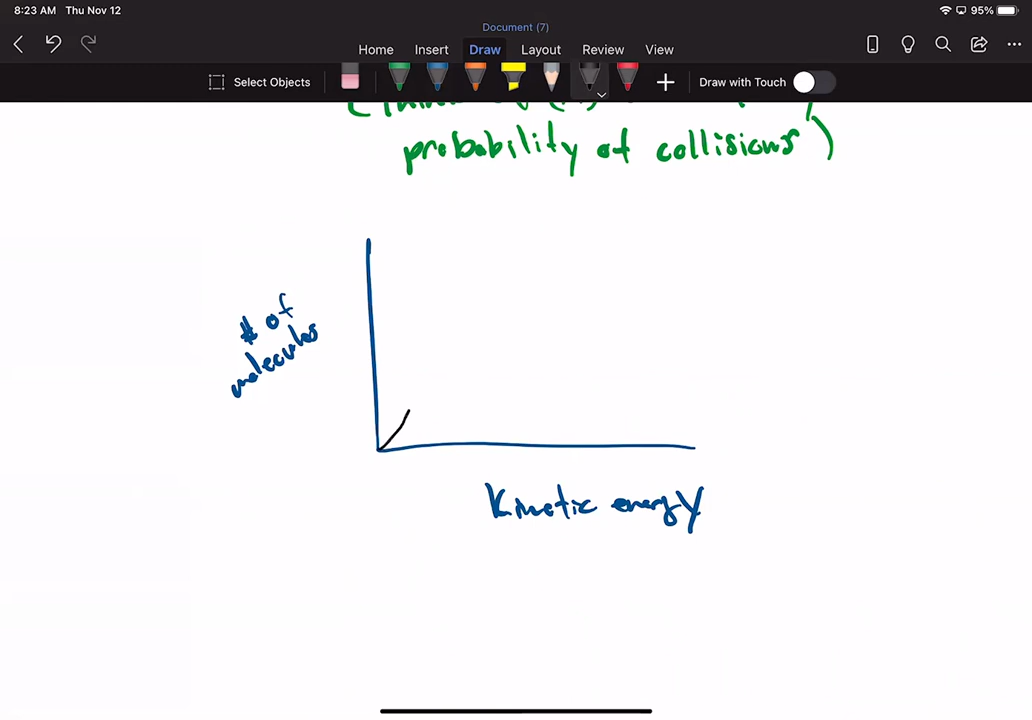 8:23 AM Thu Nov 12
95%
Document (7)
Home Insert Draw Layout Review View
Select Objects
Draw with Touch
probability of collisions)
# of
molecules
Kinetic energy